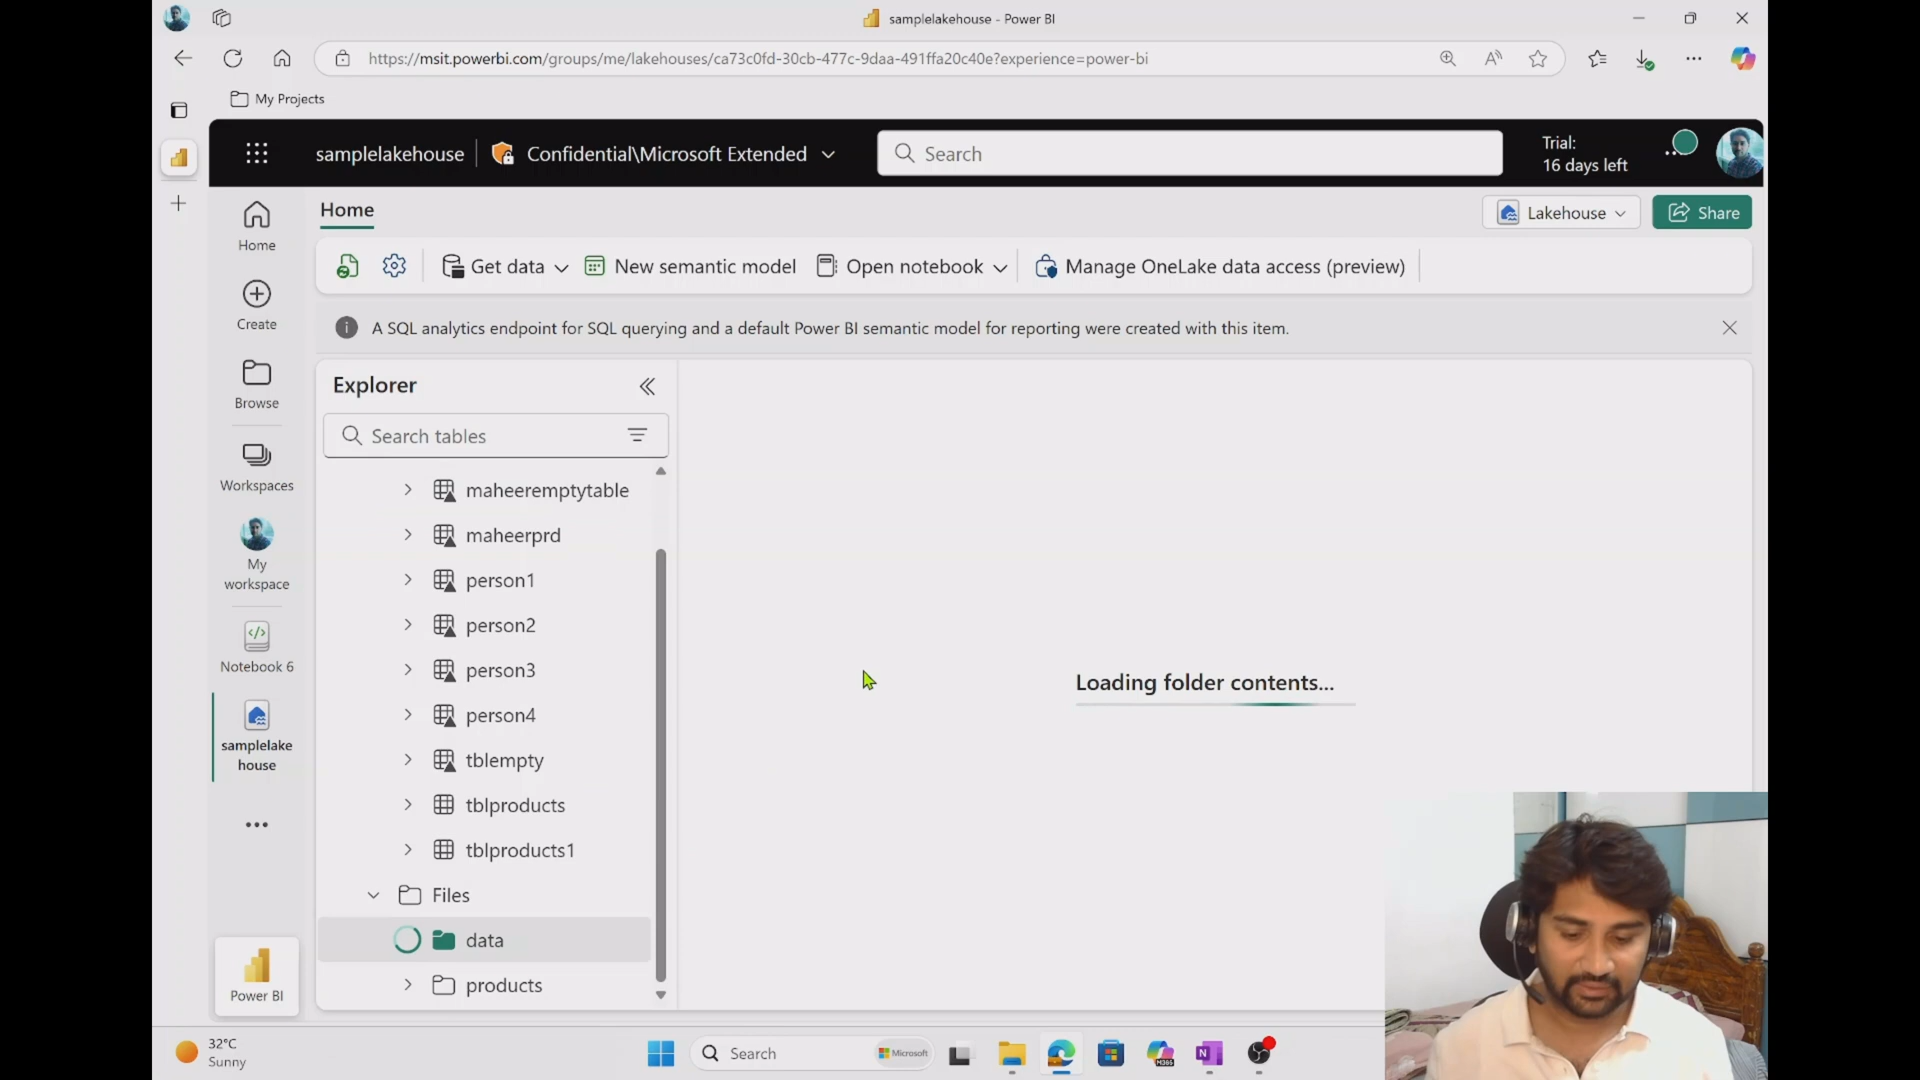 samplelakehouse - Power BI
https://msit.powerbi.com/groups/me/lakehouses/ca73c0fd-30cb-477c-9daa-491ffa20c40e?experience=power-bi
My Projects
samplelakehouse
Confidential\Microsoft Extended
Search
Trial:
16 days left
Home
Lakehouse
Share
Get data
New semantic model
Open notebook
Manage OneLake data access (preview)
A SQL analytics endpoint for SQL querying and a default Power BI semantic model for reporting were created with this item.
Home
Create
Browse
Workspaces
My
workspace
Notebook 6
samplelake
house
Power BI
Explorer
Search tables
maheeremptytable
maheerprd
person1
person2
person3
person4
tblempty
tblproducts
tblproducts1
Files
data
products
Loading folder contents...
32°C
Sunny
Search
Microsoft
M365
N